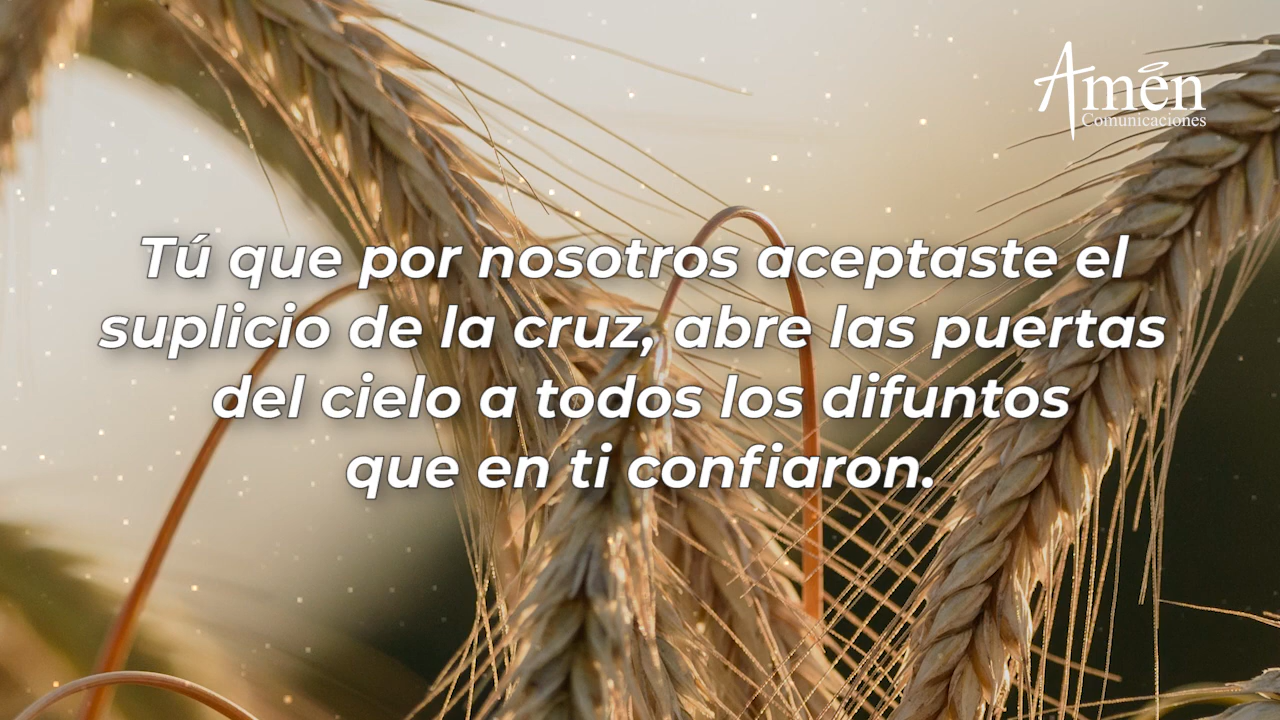 Amén
Comunicaciones
Tú que por nosotros aceptaste el
suplicio de la cruz, abre las puertas
del cielo a todos los difuntos
que en ti confiaron.